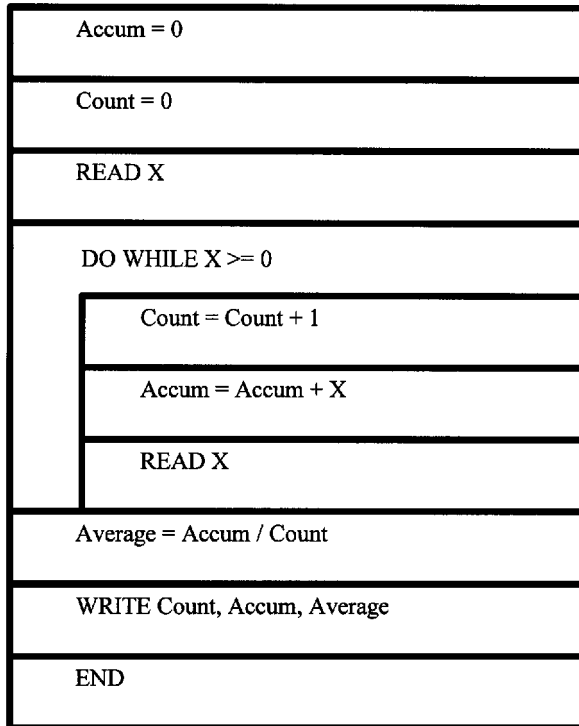 Accum = 0
Count = 0
READ X
DO WHILE X >= 0
Count = Count + 1
Accum = Accum + X
READ X
Average = Accum / Count
WRITE Count, Accum, Average
END